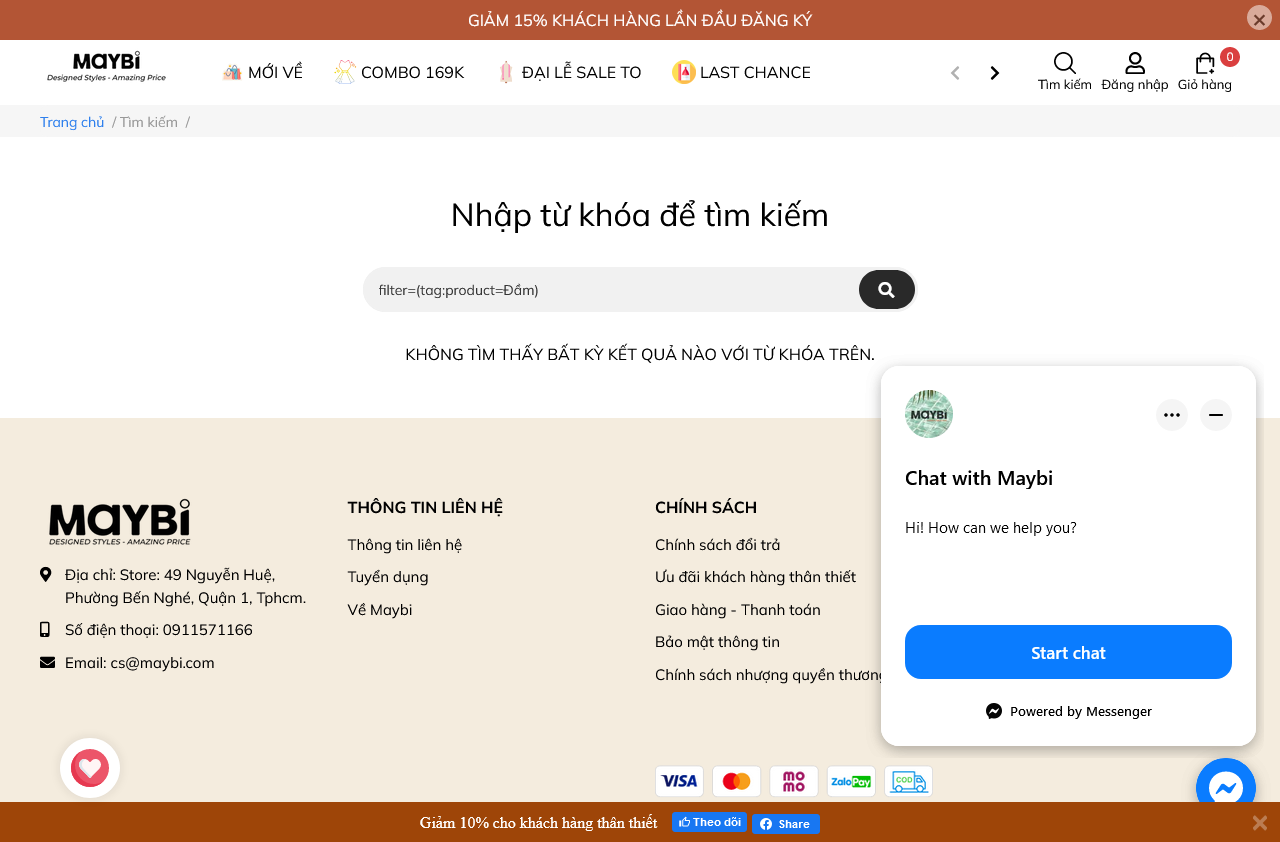 GIẢM 15% KHÁCH HÀNG LẦN ĐẦU ĐĂNG KÝ
MAYBI
Designed Styles - Amazing Price
MỚI VỀ
COMBO 169K
ĐẠI LỄ SALE TO
LAST CHANCE
Tìm kiếm
Đăng nhập
0
Giỏ hàng
Trang chủ / Tìm kiếm /
Nhập từ khóa để tìm kiếm
filter=(tag:product=Đầm)
KHÔNG TÌM THẤY BẤT KỲ KẾT QUẢ NÀO VỚI TỪ KHÓA TRÊN.
MAYBI
DESIGNED STYLES - AMAZING PRICE
Địa chỉ: Store: 49 Nguyễn Huệ,
Phường Bến Nghé, Quận 1, Tphcm.
Số điện thoại: 0911571166
Email: cs@maybi.com
THÔNG TIN LIÊN HỆ
Thông tin liên hệ
Tuyển dụng
Về Maybi
CHÍNH SÁCH
Chính sách đổi trả
Ưu đãi khách hàng thân thiết
Giao hàng - Thanh toán
Bảo mật thông tin
Chính sách nhượng quyền thương
VISA
momo
ZaloPay
COD
MAYBI
Chat with Maybi
Hi! How can we help you?
Start chat
Powered by Messenger
Giảm 10% cho khách hàng thân thiết
Theo dõi
Share